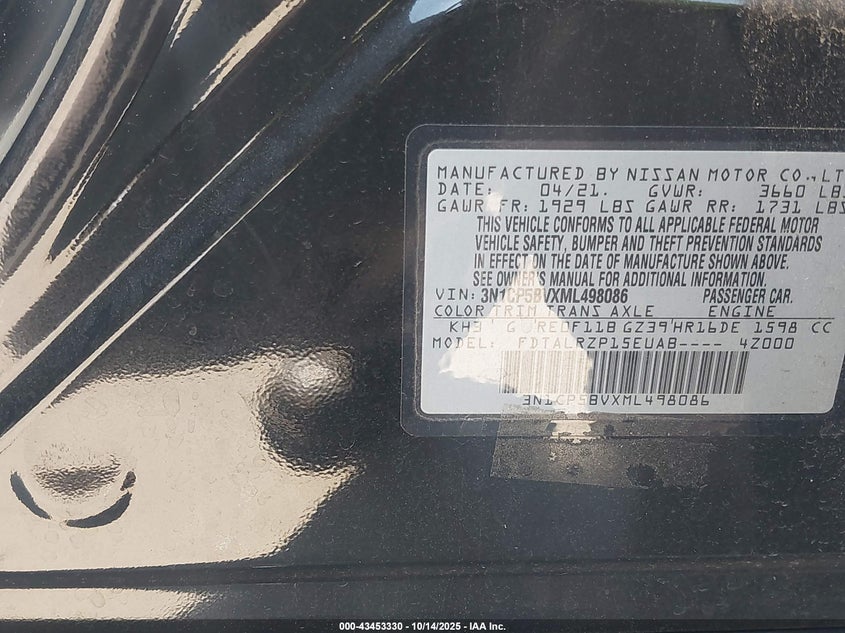 MANUFACTURED BY NISSAN MOTOR CO.,LT
DATE: 04/21. GVWR: 3660 LBS
GAWR FR: 1929 LBS GAWR RR: 1731 LBS
THIS VEHICLE CONFORMS TO ALL APPLICABLE FEDERAL MOTOR
VEHICLE SAFETY, BUMPER AND THEFT PREVENTION STANDARDS
IN EFFECT ON THE DATE OF MANUFACTURE SHOWN ABOVE.
SEE OWNER'S MANUAL FOR ADDITIONAL INFORMATION.
VIN: 3N1CP5BVXML498086 PASSENGER CAR.
COLOR TRIM TRANS AXLE ENGINE
KH3 G RE0F11B GZ39 HR16DE 1598 CC
MODEL: FDTALRZP15EUAB---- 4Z000
3N1CP5BVXML498086
000-43453330 - 10/14/2025 - IAA Inc.